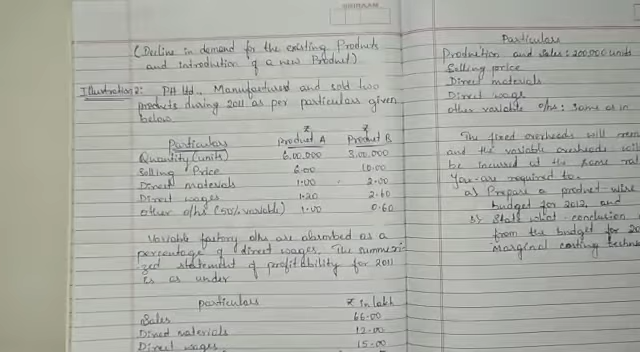 (Decline in demand for the existing Products
and introdution of a new Product)
Illustration 2: PH Ltd., Manufactured and sold two
products during 2011 as per particulars given
below
₹ ₹
Particulars Product A Product B
Quantity (units) 6,00,000 3,00,000
Selling Price 6.00 10.00
Direct materials 1.00 2.00
Direct wages 1.20 2.60
other o/hs (50% variable) 1.00 0.60
Variable factory o/hs are absorbed as a
percentage of direct wages. The summeri-
zed statement of profitability for 2011
is as under
particulars ₹ In lakh
Sales 66.00
Direct materials 12.00
Direct wages 15.00
Particulars
Production and sales: 200,000 units
Selling price
Direct materials
Direct wage
other variable o/hs: Same as in
The fixed overheads will
and the variable overheads will
be incurred at the same
You are required to.
a) Prepare a product-wise
budget for 2012, and
b) State what conclusion
from the budget for 20
Marginal costing